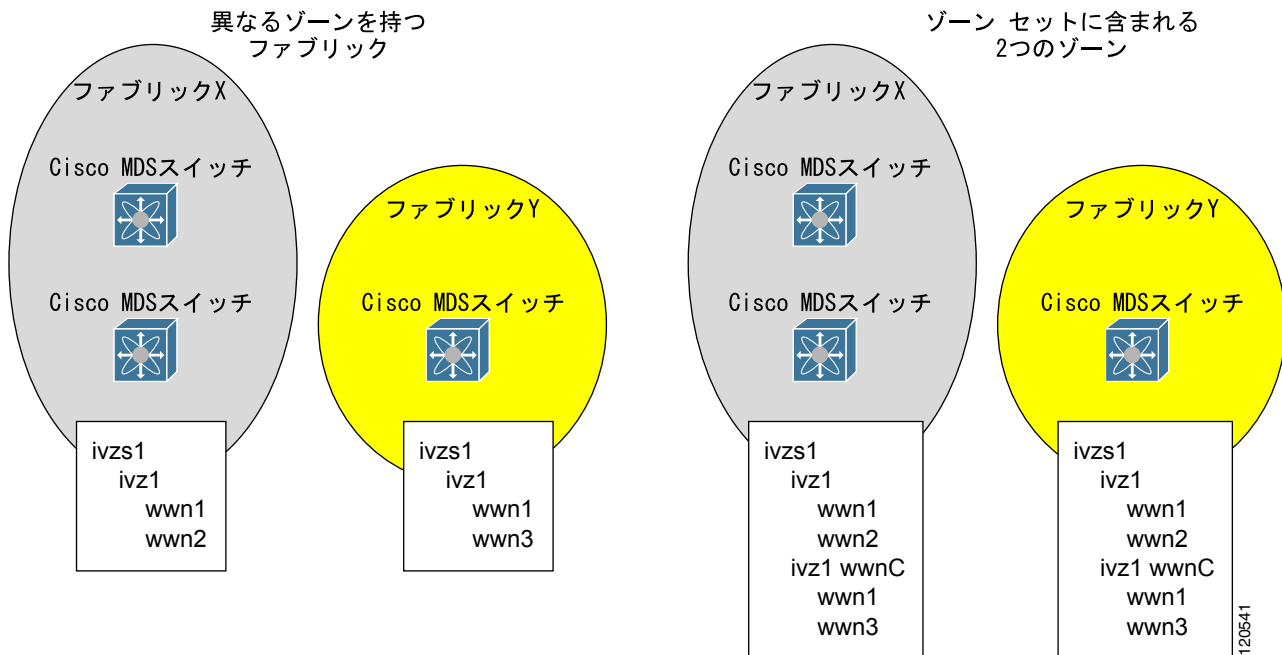 異なるゾーンを持つ
ファブリック
ファブリックX
Cisco MDSスイッチ
Cisco MDSスイッチ
ivzs1
ivz1
wwn1
wwn2
ファブリックY
Cisco MDSスイッチ
ivzs1
ivz1
wwn1
wwn3
ゾーン セットに含まれる
2つのゾーン
ファブリックX
Cisco MDSスイッチ
Cisco MDSスイッチ
ivzs1
ivz1
wwn1
wwn2
ivz1 wwnC
wwn1
wwn3
ファブリックY
Cisco MDSスイッチ
ivzs1
ivz1
wwn1
wwn2
ivz1 wwnC
wwn1
wwn3
120541